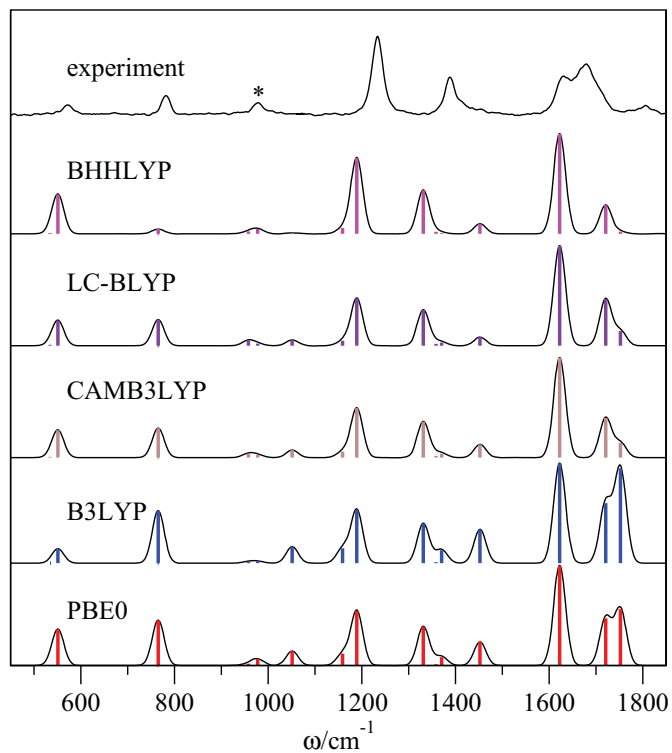 experiment
*
BHHLYP
LC-BLYP
CAMB3LYP
B3LYP
PBE0
600 800 1000 1200 1400 1600 1800
ω/cm⁻¹